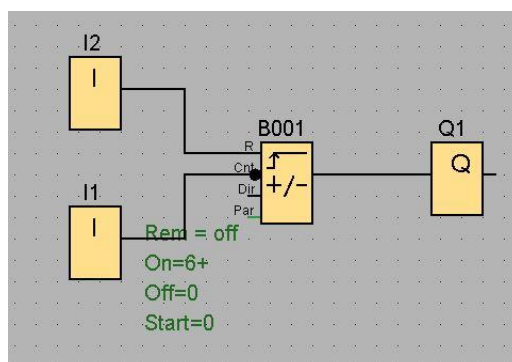 I2
I
B001
Q1
R
Cnt
+/-
Q
Dir
I1
Par
I
Rem = off
On=6+
Off=0
Start=0